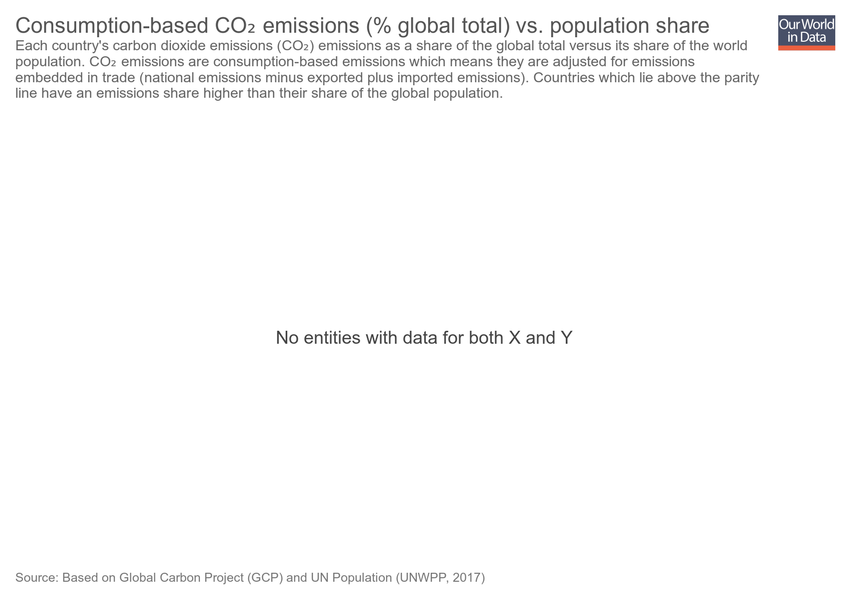 Consumption-based CO₂ emissions (% global total) vs. population share
Our World
in Data
Each country's carbon dioxide emissions (CO₂) emissions as a share of the global total versus its share of the world
population. CO₂ emissions are consumption-based emissions which means they are adjusted for emissions
embedded in trade (national emissions minus exported plus imported emissions). Countries which lie above the parity
line have an emissions share higher than their share of the global population.
No entities with data for both X and Y
Source: Based on Global Carbon Project (GCP) and UN Population (UNWPP, 2017)